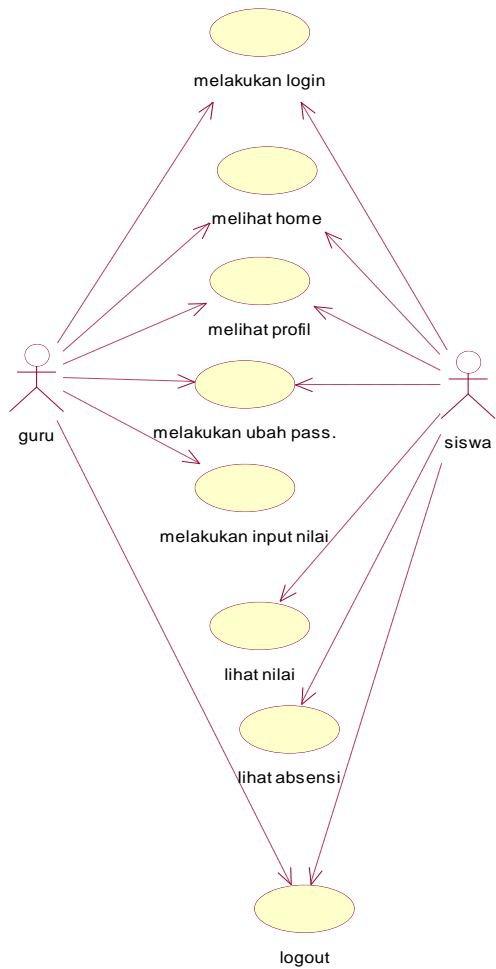 melakukan login
melihat home
melihat profil
guru
siswa
melakukan ubah pass.
melakukan input nilai
lihat nilai
lihat absensi
logout